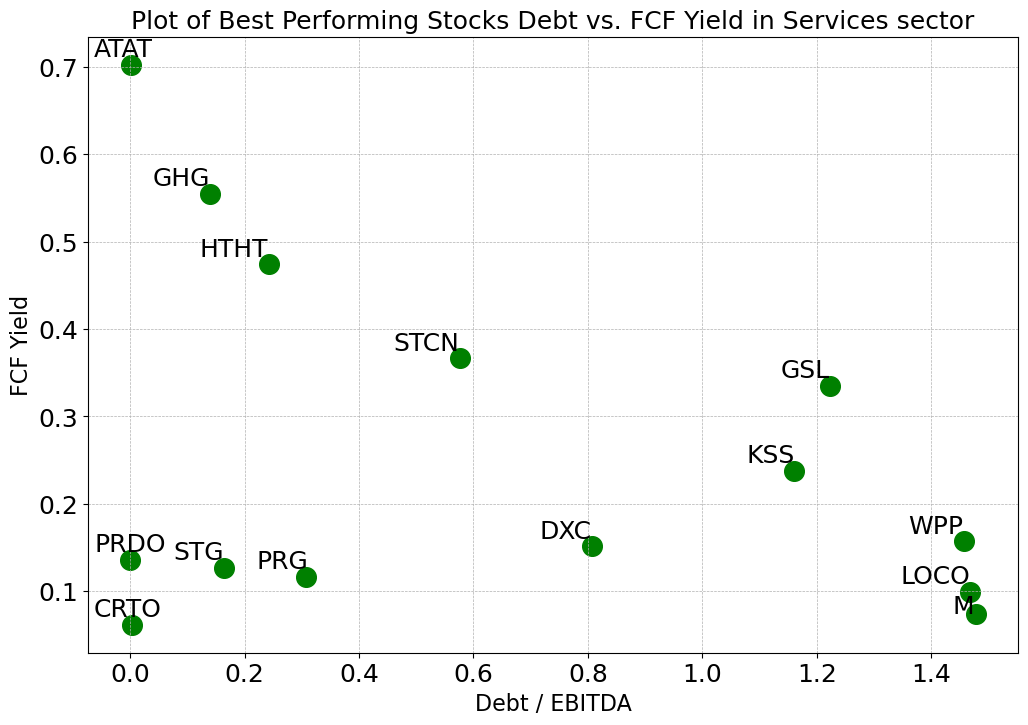 Plot of Best Performing Stocks Debt vs. FCF Yield in Services sector
ATAT
0.7
0.6
GHG
HTHT
0.5
0.4
STCN
GSL
FCF Yield
0.3
KSS
0.2
WPP
DXC
PRDO
STG
PRG
LOCO
0.1
M
CRTO
0.0
0.2
0.4
0.6
0.8
1.0
1.2
1.4
Debt / EBITDA